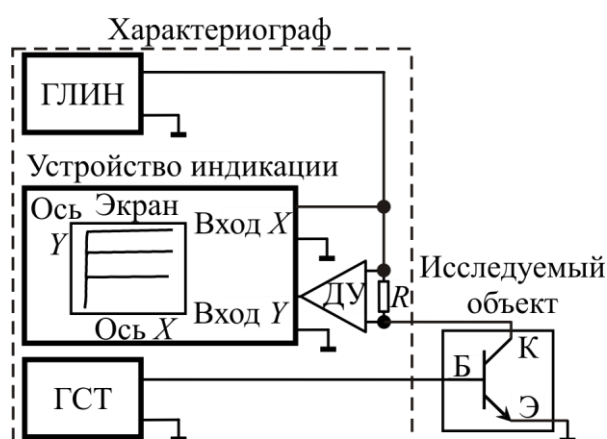 Характериограф
ГЛИН
Устройство индикации
Ось Экран
Y
Вход X
ДУ
R
Вход Y
Ось X
Исследуемый
объект
Б
К
Э
ГСТ